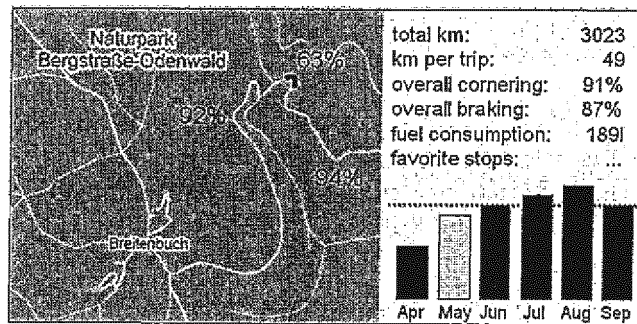 Naturpark
Bergstraße-Odenwald
63%
92%
94%
Breitenbuch
total km: 3023
km per trip: 49
overall cornering: 91%
overall braking: 87%
fuel consumption: 189l
favorite stops: ...
Apr May Jun Jul Aug Sep